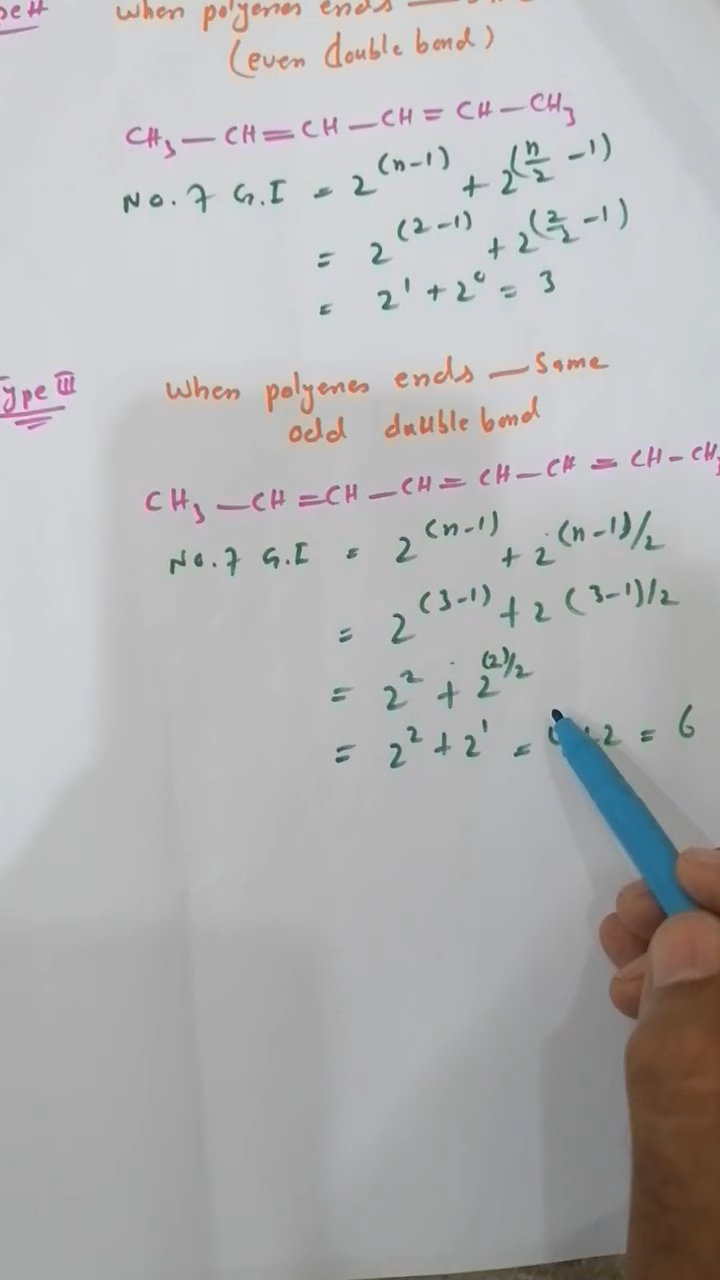 when polyenes ends —
(even double bond)
CH3 — CH = CH — CH = CH — CH3
No. 7 G.I = 2^(n-1) + 2^(n/2 - 1)
= 2^(2-1) + 2^(2/2 - 1)
= 2^1 + 2^0 = 3
Type III
When polyenes ends — Same
odd dauble bond
CH3 — CH = CH — CH = CH — CH = CH — CH3
No. 7 G.I = 2^(n-1) + 2^(n-1)/2
= 2^(3-1) + 2^(3-1)/2
= 2^2 + 2^(2)/2
= 2^2 + 2^1 = + 2 = 6